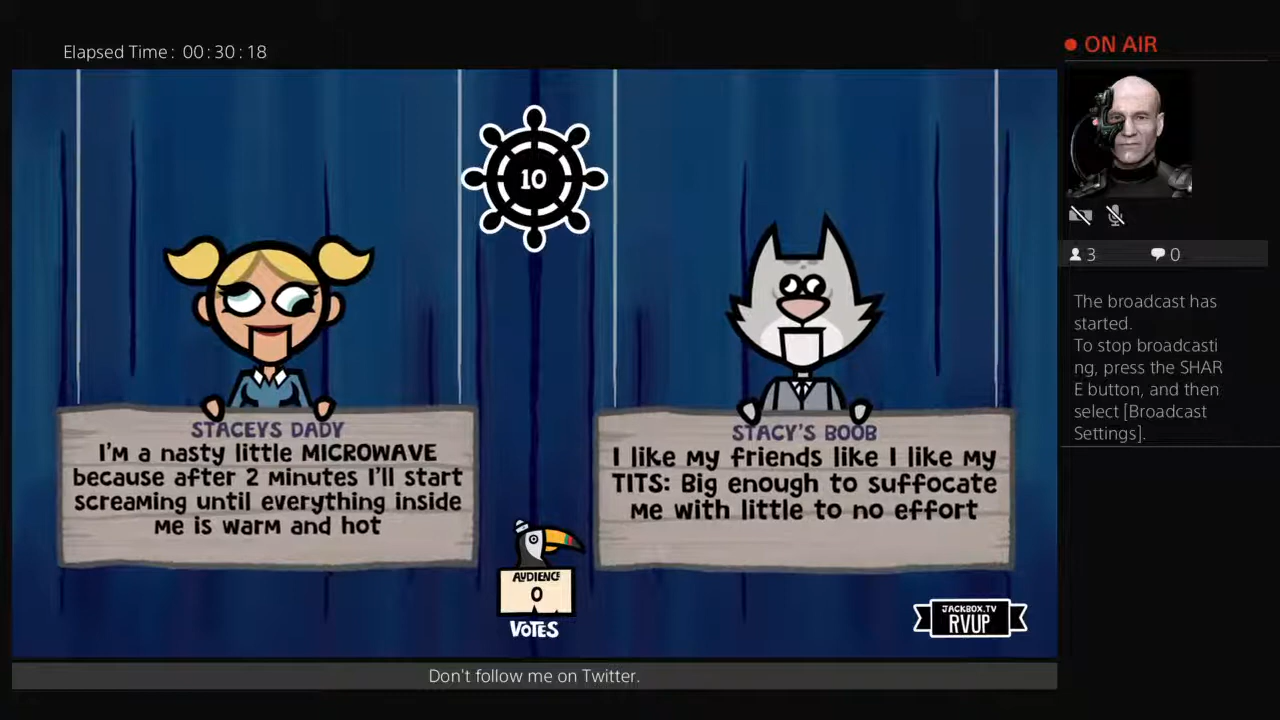 Elapsed Time: 00:30:18
ON AIR
10
3
0
The broadcast has
started.
To stop broadcasti
ng, press the SHAR
E button, and then
select [Broadcast
Settings].
STACEYS DADY
I'm a nasty little MICROWAVE
because after 2 minutes I'll start
screaming until everything inside
me is warm and hot
STACY'S BOOB
I like my friends like I like my
TITS: Big enough to suffocate
me with little to no effort
AUDIENCE
0
VOTES
JACKBOX.TV
RVUP
Don't follow me on Twitter.